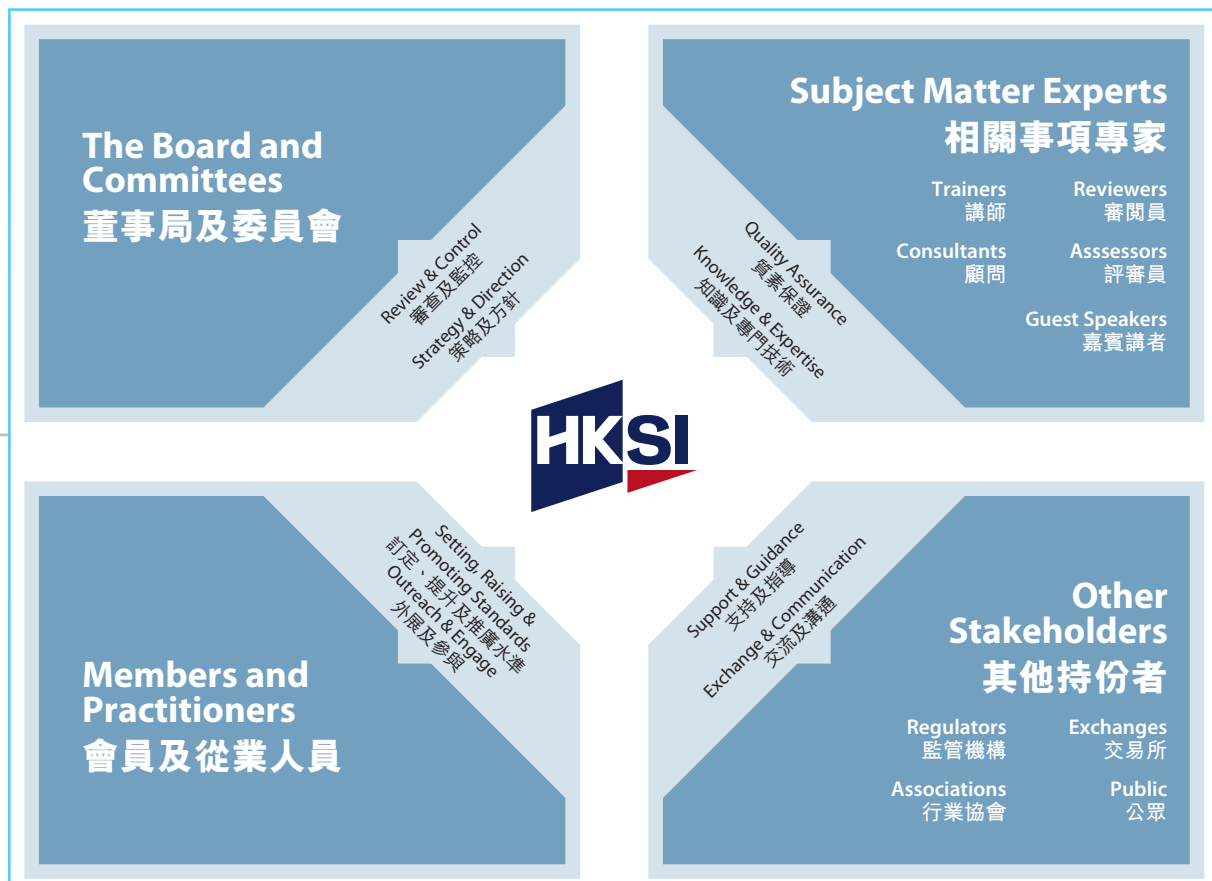 The Board and
Committees
董事局及委員會
Review & Control
審查及監控
Strategy & Direction
策略及方針
Subject Matter Experts
相關事項專家
Trainers
講師
Reviewers
審閱員
Consultants
顧問
Asssessors
評審員
Guest Speakers
嘉賓講者
Quality Assurance
質素保證
Knowledge & Expertise
知識及專門技術
HKSI
Members and
Practitioners
會員及從業人員
Setting, Raising &
Promoting Standards
訂定、提升及推廣水準
Outreach & Engage
外展及參與
Support & Guidance
支持及指導
Exchange & Communication
交流及溝通
Other
Stakeholders
其他持份者
Regulators
監管機構
Exchanges
交易所
Associations
行業協會
Public
公眾